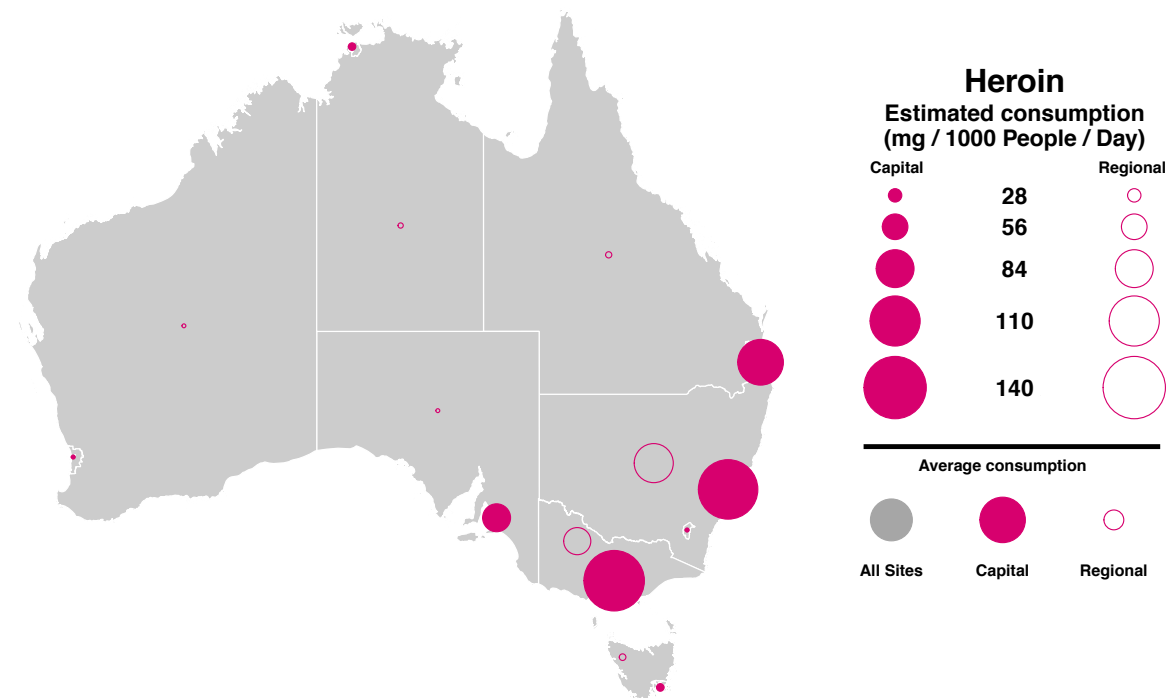 Heroin
Estimated consumption
(mg / 1000 People / Day)
Capital Regional
28
56
84
110
140
Average consumption
All Sites Capital Regional